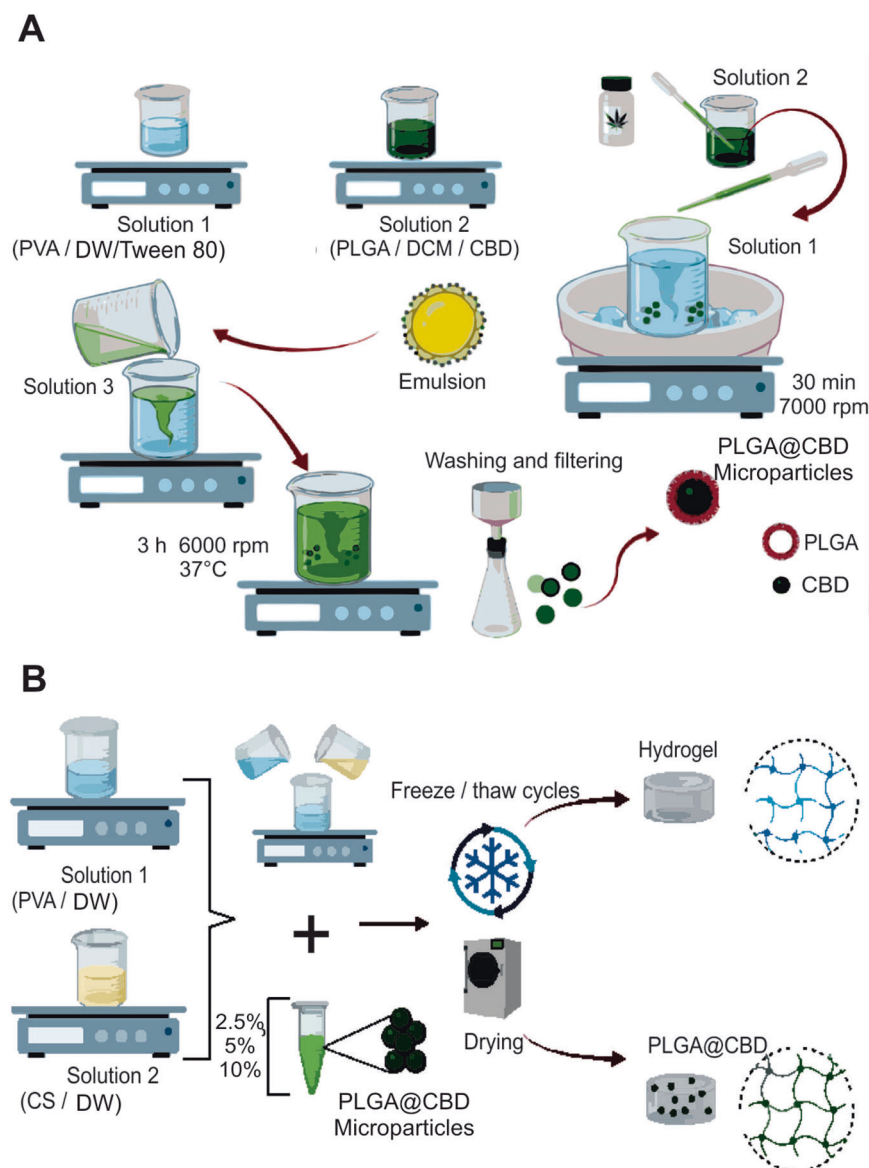 A
Solution 1
(PVA / DW/Tween 80)
Solution 2
(PLGA / DCM / CBD)
Solution 2
Solution 1
30 min
7000 rpm
Emulsion
Solution 3
3 h 6000 rpm
37°C
Washing and filtering
PLGA@CBD
Microparticles
PLGA
CBD
B
Solution 1
(PVA / DW)
Solution 2
(CS / DW)
2.5%
5%
10%
PLGA@CBD
Microparticles
Freeze / thaw cycles
Drying
Hydrogel
PLGA@CBD